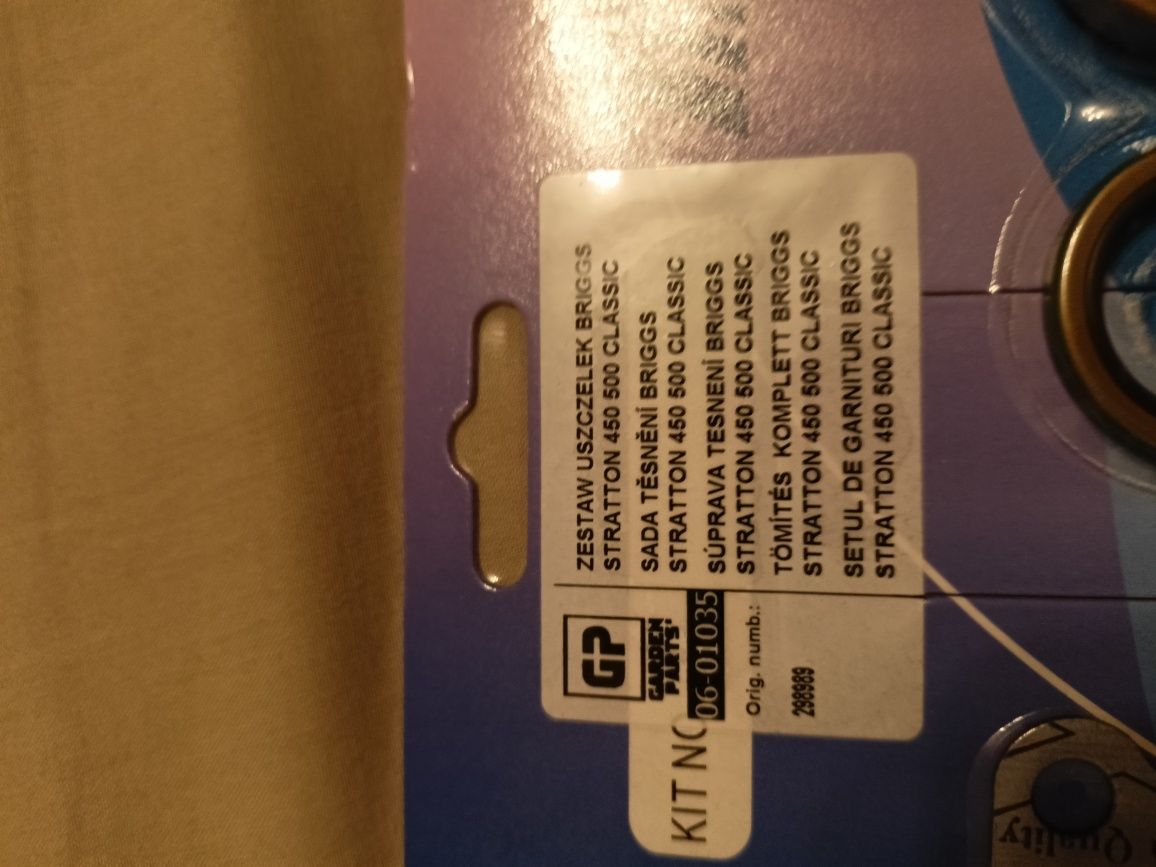 GP
GARDEN
PARTS'
06-01035
Orig. numb.:
298989
ZESTAW USZCZELEK BRIGGS
STRATTON 450 500 CLASSIC
SADA TĚSNĚNÍ BRIGGS
STRATTON 450 500 CLASSIC
SÚPRAVA TESNENÍ BRIGGS
STRATTON 450 500 CLASSIC
TÖMÍTÉS KOMPLETT BRIGGS
STRATTON 450 500 CLASSIC
SETUL DE GARNITURI BRIGGS
STRATTON 450 500 CLASSIC
KIT NO
Quality